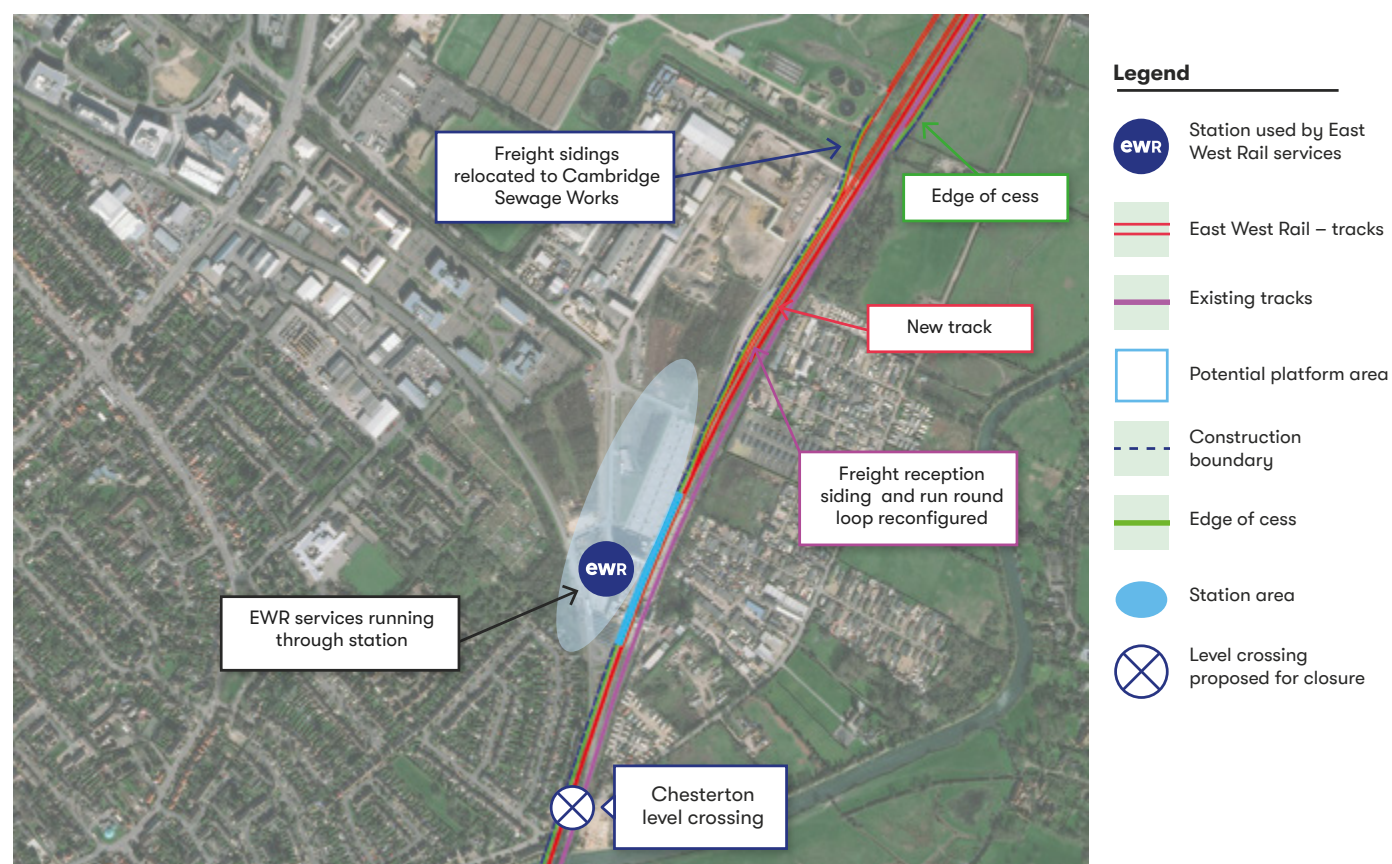 Freight sidings
relocated to Cambridge
Sewage Works
Edge of cess
New track
Freight reception
siding and run round
loop reconfigured
ewR
EWR services running
through station
Chesterton
level crossing
Legend
ewR
Station used by East
West Rail services
East West Rail – tracks
Existing tracks
Potential platform area
Construction
boundary
Edge of cess
Station area
Level crossing
proposed for closure